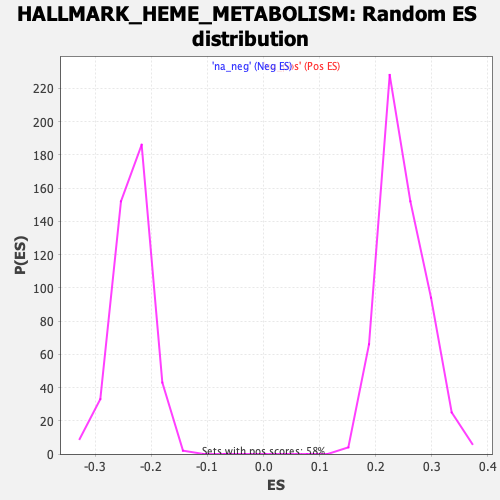 HALLMARK_HEME_METABOLISM: Random ES
distribution
'na_neg' (Neg ES) s' (Pos ES)
220
200
180
160
140
120
100
80
60
40
20
0
P(ES)
Sets with pos scores: 58%
-0.3 -0.2 -0.1 0.0 0.1 0.2 0.3 0.4
ES